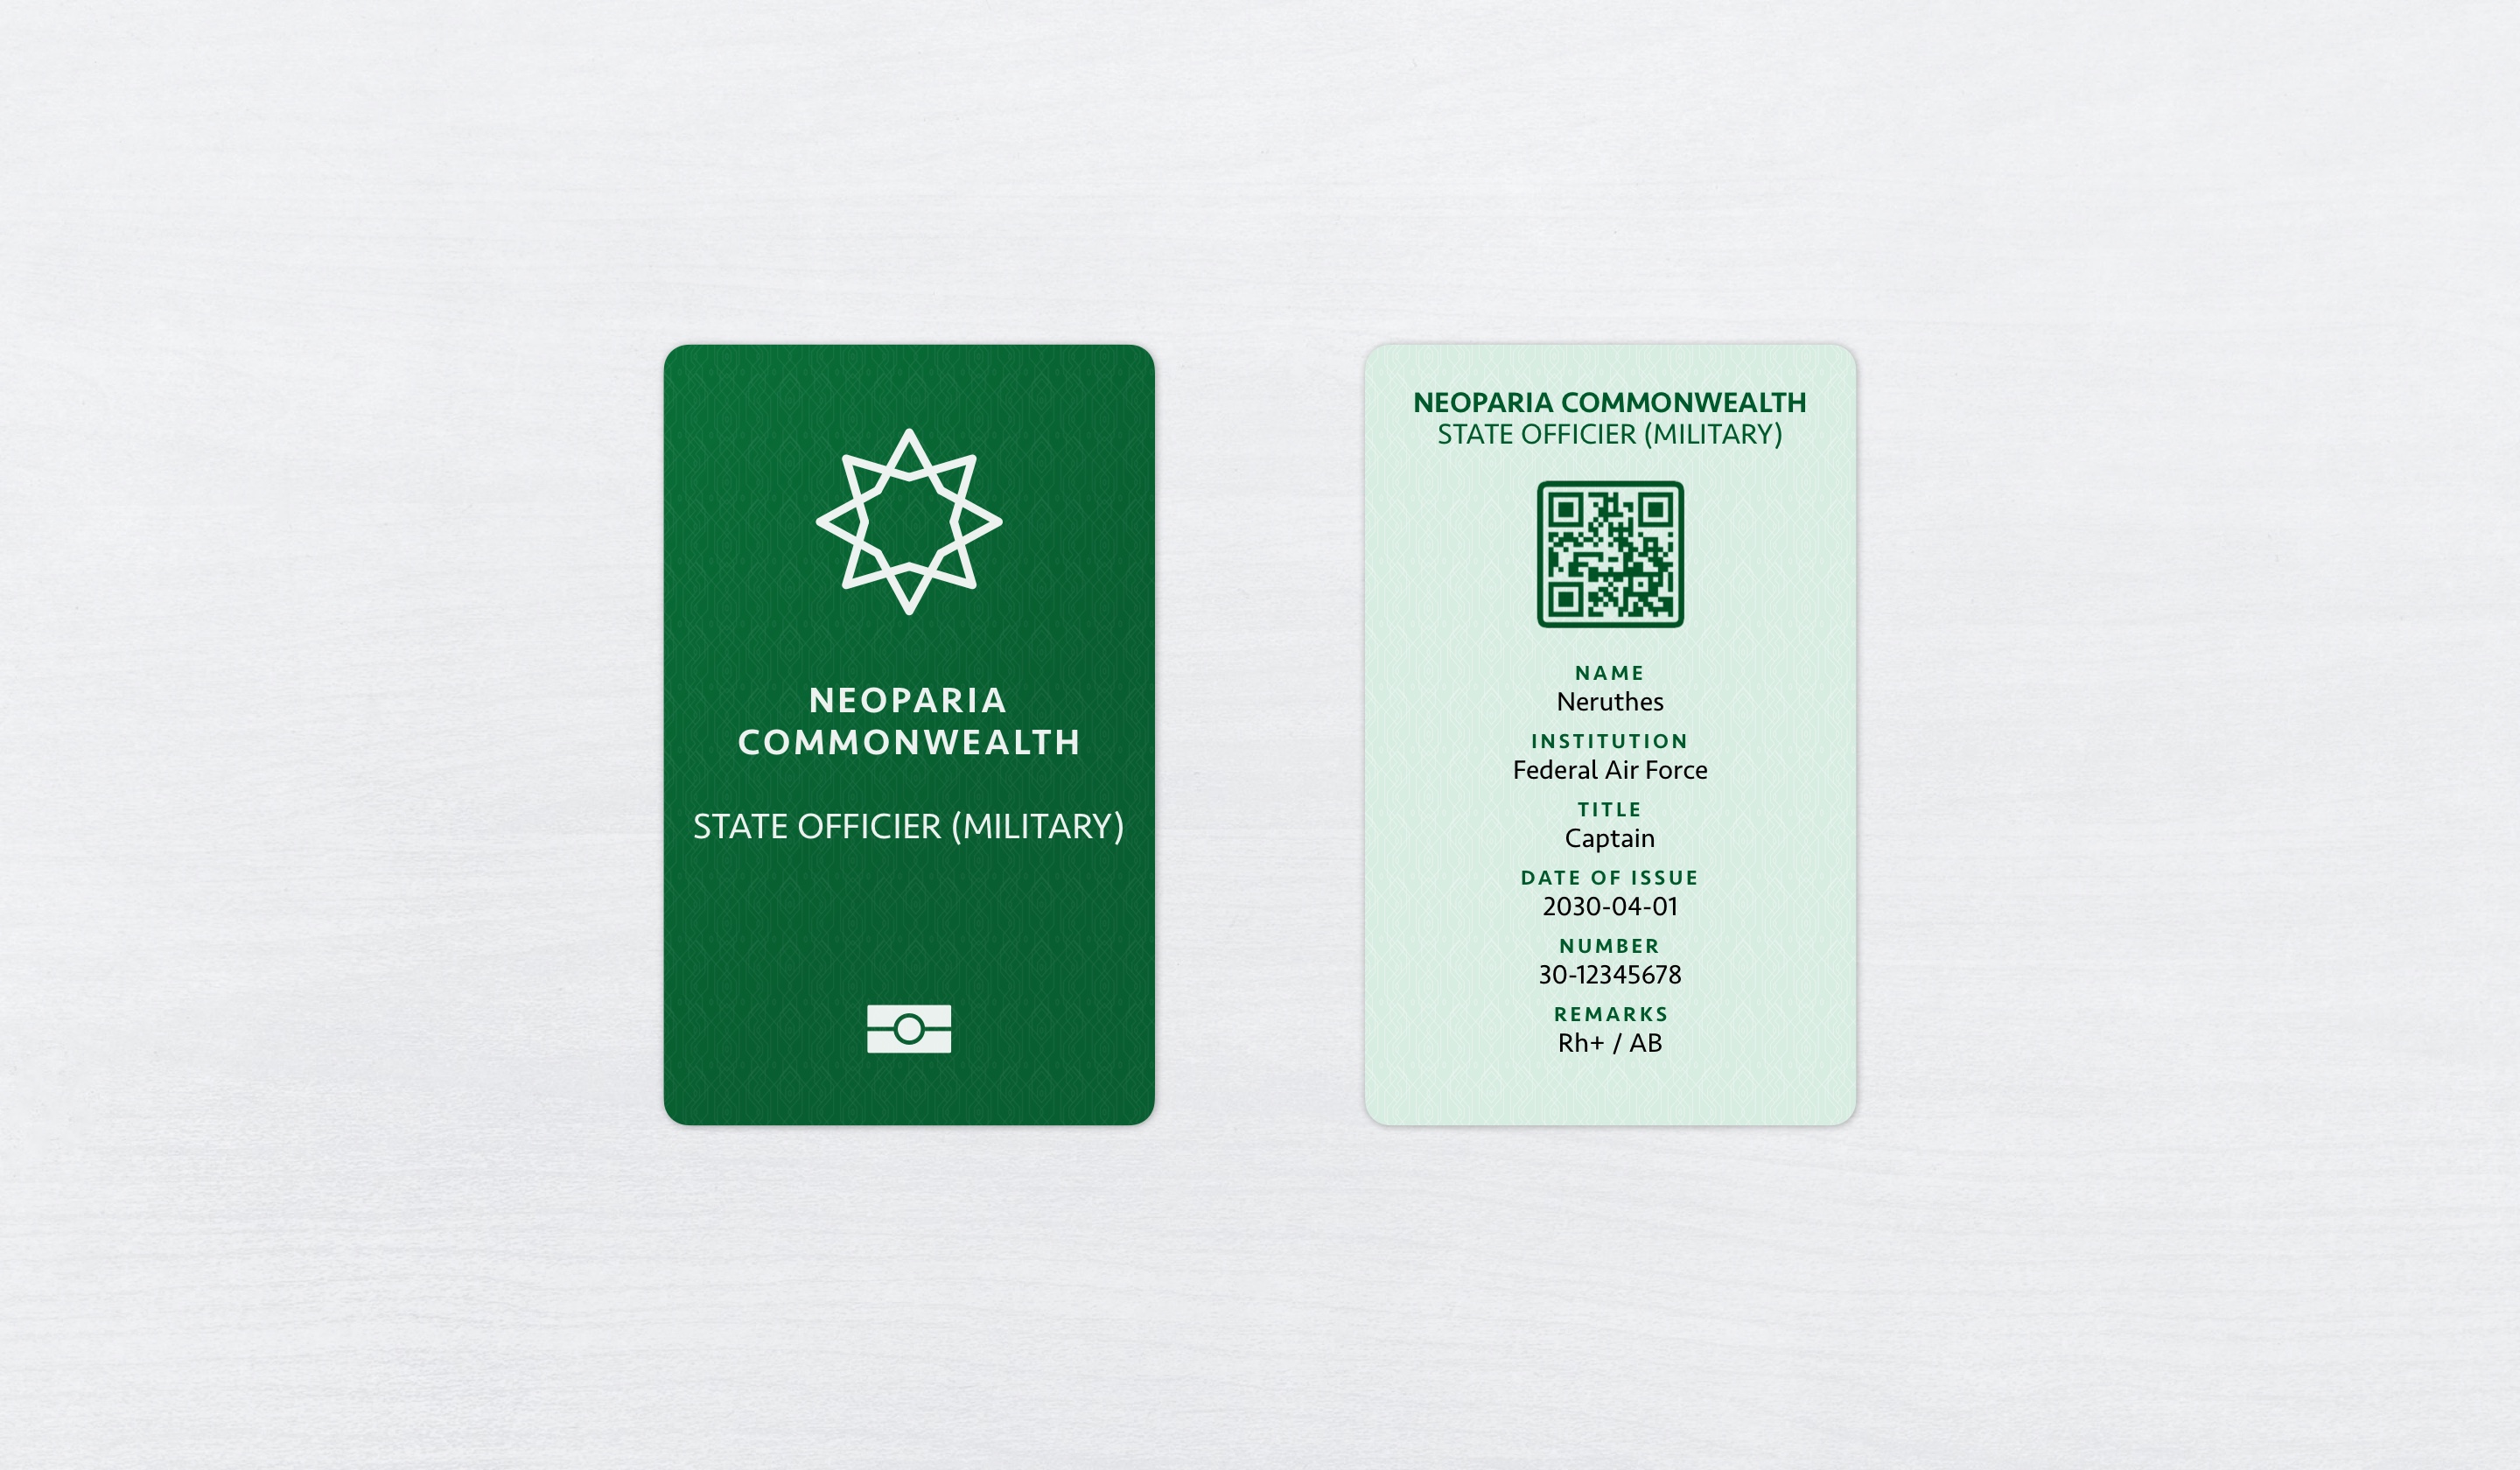 NEOPARIA
COMMONWEALTH
STATE OFFICIER (MILITARY)
NEOPARIA COMMONWEALTH
STATE OFFICIER (MILITARY)
NAME
Neruthes
INSTITUTION
Federal Air Force
TITLE
Captain
DATE OF ISSUE
2030-04-01
NUMBER
30-12345678
REMARKS
Rh+ / AB